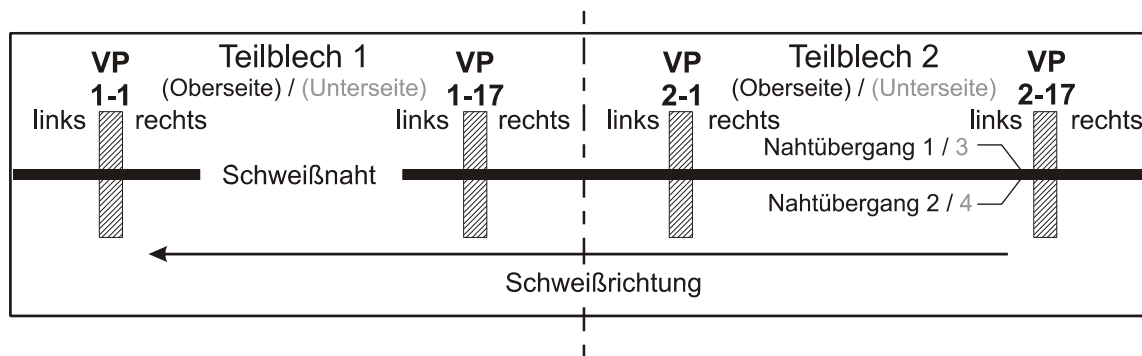 Teilblech 1
(Oberseite) / (Unterseite)
VP
1-1
links rechts
VP
1-17
links rechts
Teilblech 2
(Oberseite) / (Unterseite)
VP
2-1
links rechts
VP
2-17
links rechts
Nahtübergang 1 / 3
Schweißnaht
Nahtübergang 2 / 4
Schweißrichtung